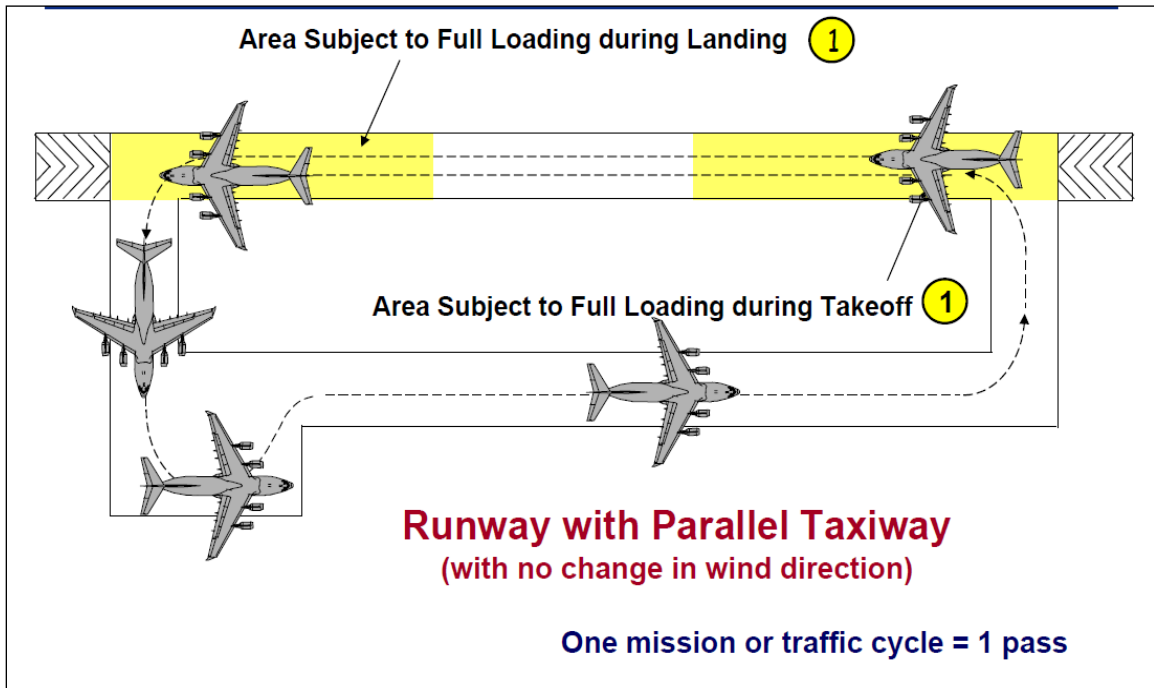 Area Subject to Full Loading during Landing 1
Area Subject to Full Loading during Takeoff 1
Runway with Parallel Taxiway
(with no change in wind direction)
One mission or traffic cycle = 1 pass